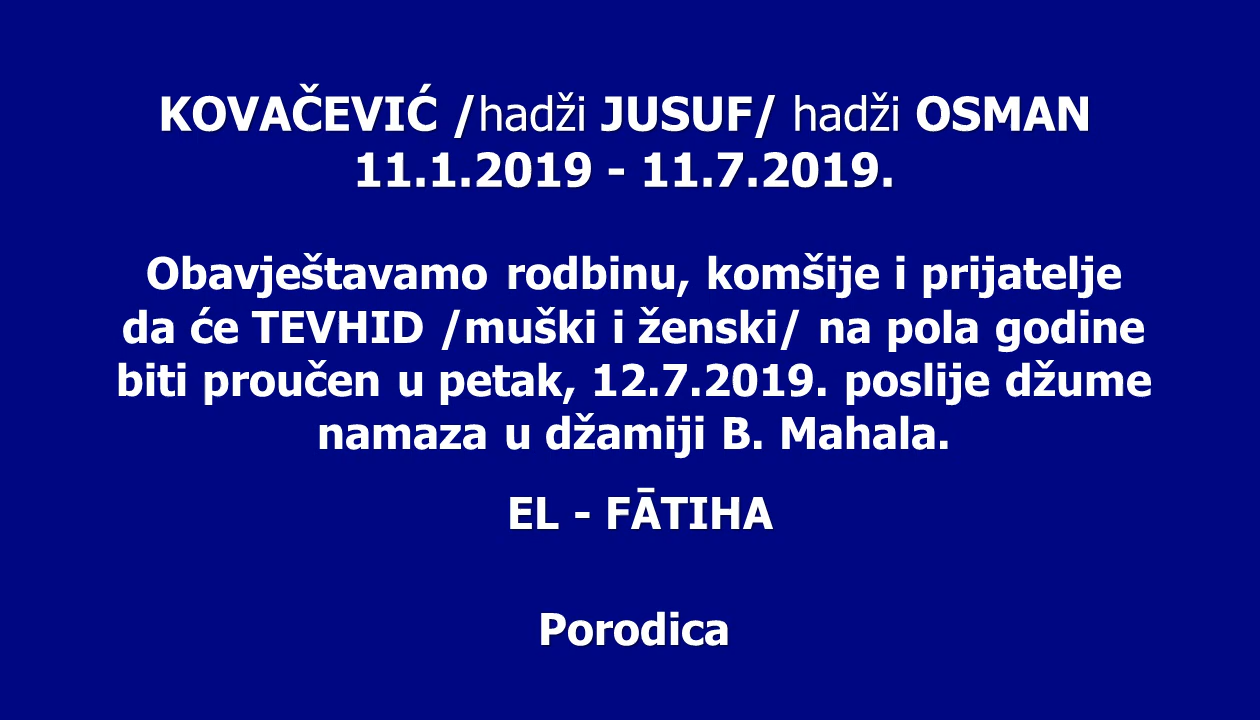 KOVAČEVIĆ /hadži JUSUF/ hadži OSMAN
11.1.2019 - 11.7.2019.
Obavještavamo rodbinu, komšije i prijatelje
da će TEVHID /muški i ženski/ na pola godine
biti proučen u petak, 12.7.2019. poslije džume
namaza u džamiji B. Mahala.
EL - FĀTIHA
Porodica